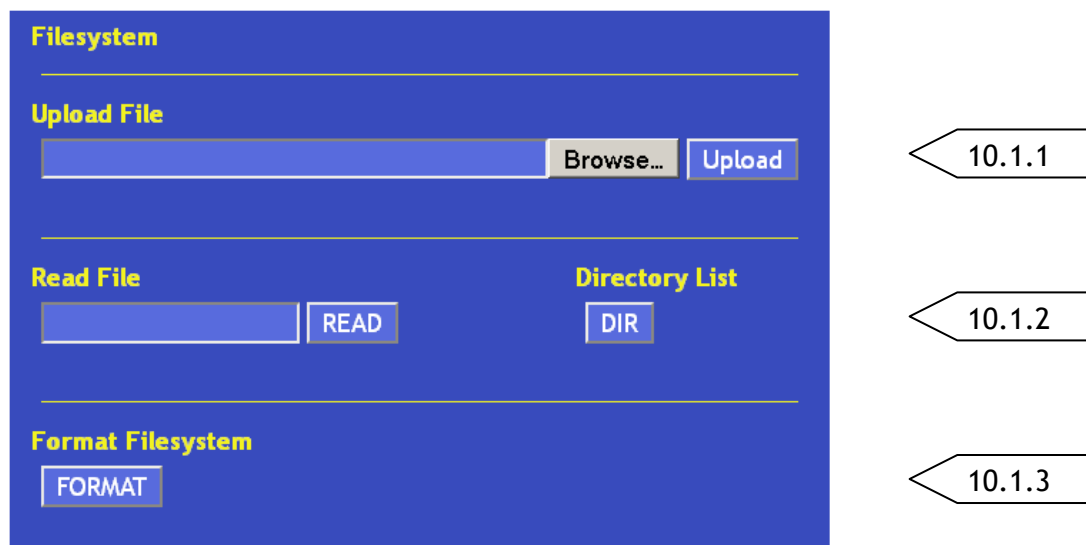 Filesystem
Upload File
Browse... Upload 10.1.1
Read File Directory List
READ DIR 10.1.2
Format Filesystem
FORMAT 10.1.3